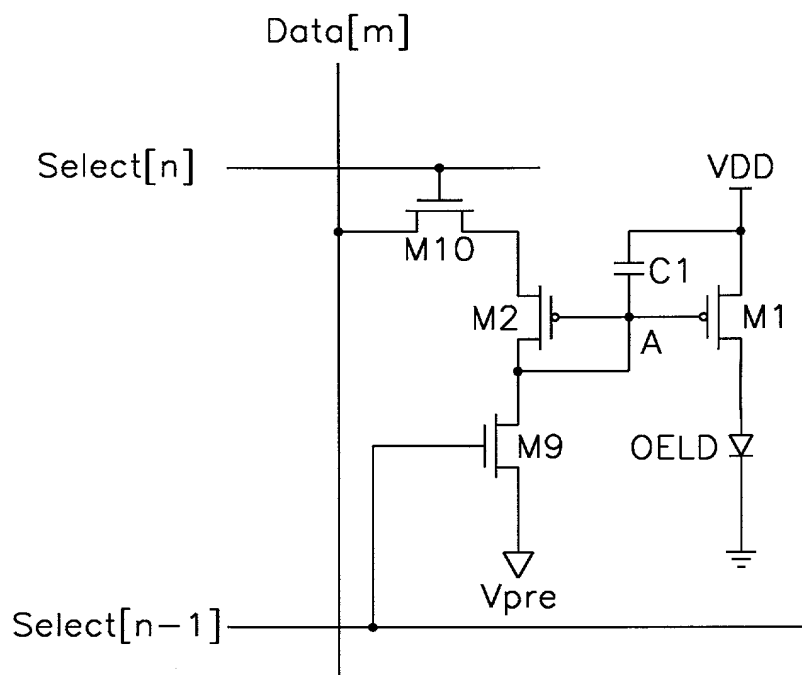 Data[m]
Select[n]
VDD
M10
C1
M2
M1
A
M9
OELD
Vpre
Select[n-1]